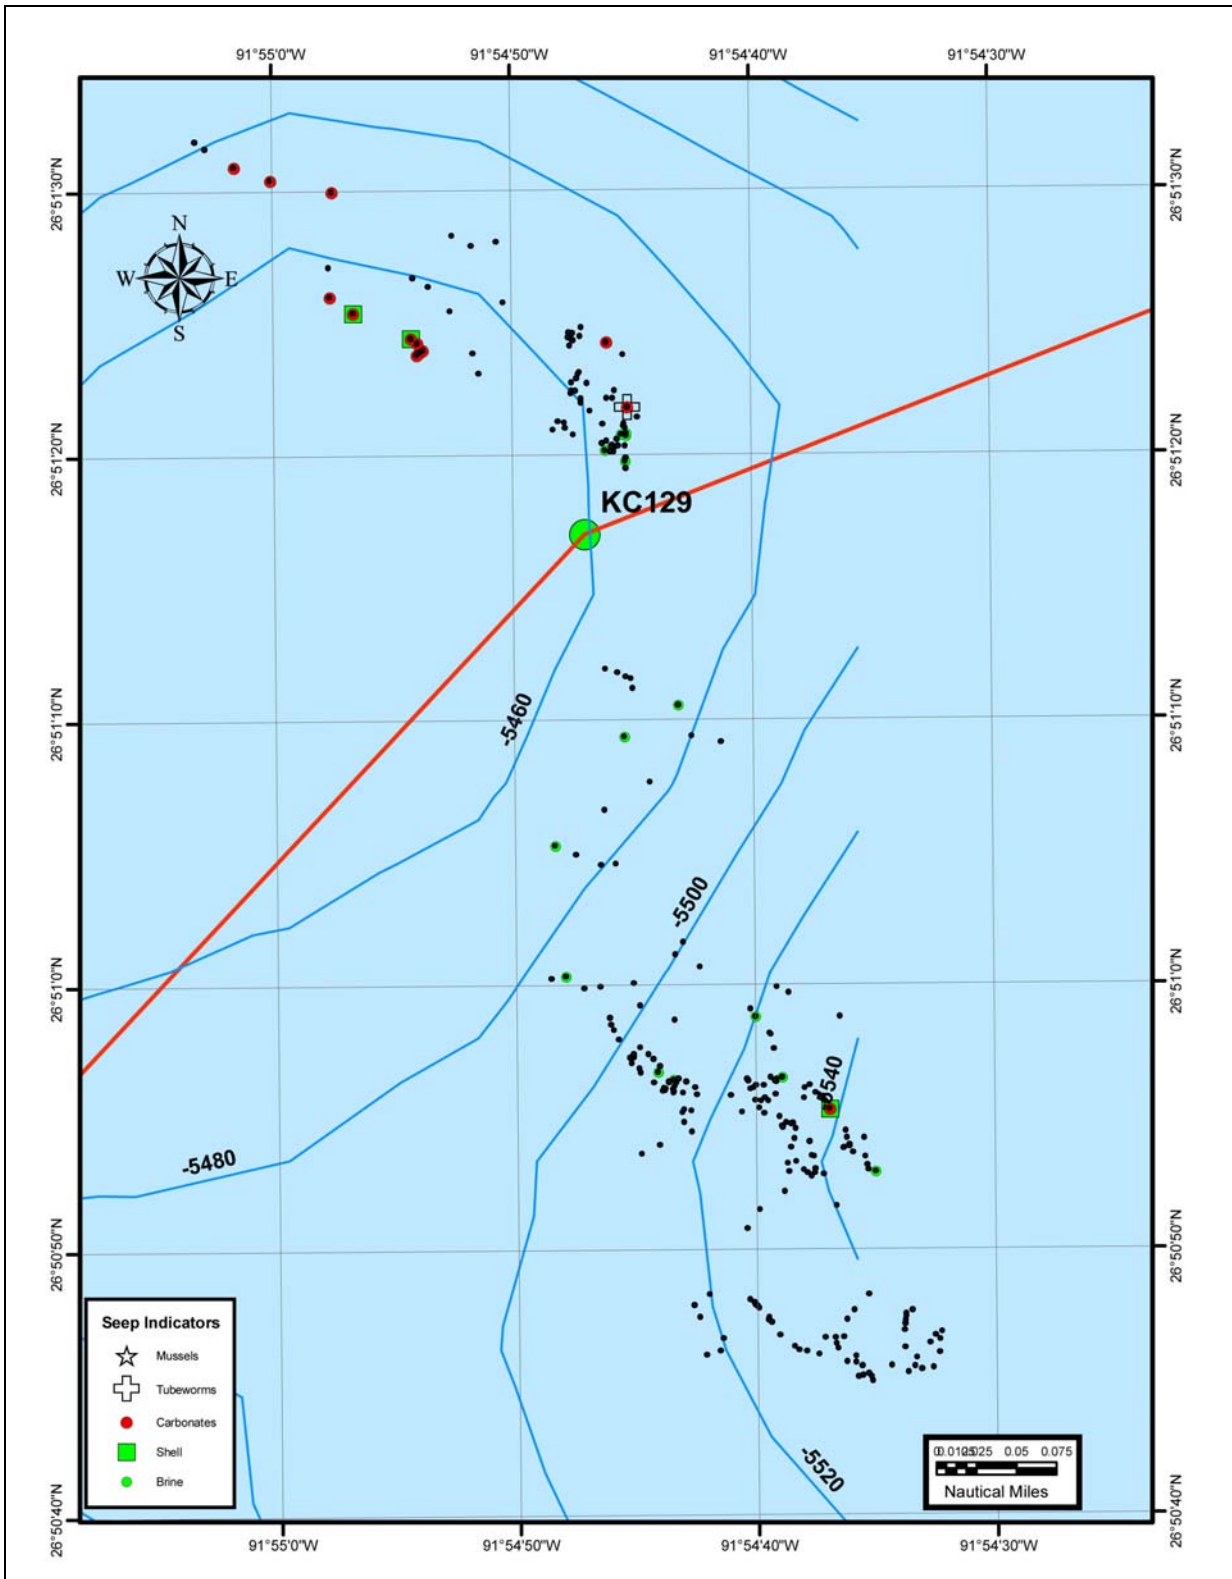 91°55'0"W 91°54'50"W 91°54'40"W 91°54'30"W
26°51'30"N 26°51'30"N
N
W E
S
26°51'20"N 26°51'20"N
KC129
26°51'10"N 26°51'10"N
-5460
-5500
26°51'0"N 26°51'0"N
-5540
-5480
26°50'50"N 26°50'50"N
Seep Indicators
Mussels
Tubeworms
Carbonates
Shell
Brine
-5520
0.05 0.075
Nautical Miles
26°50'40"N 26°50'40"N
91°55'0"W 91°54'50"W 91°54'40"W 91°54'30"W